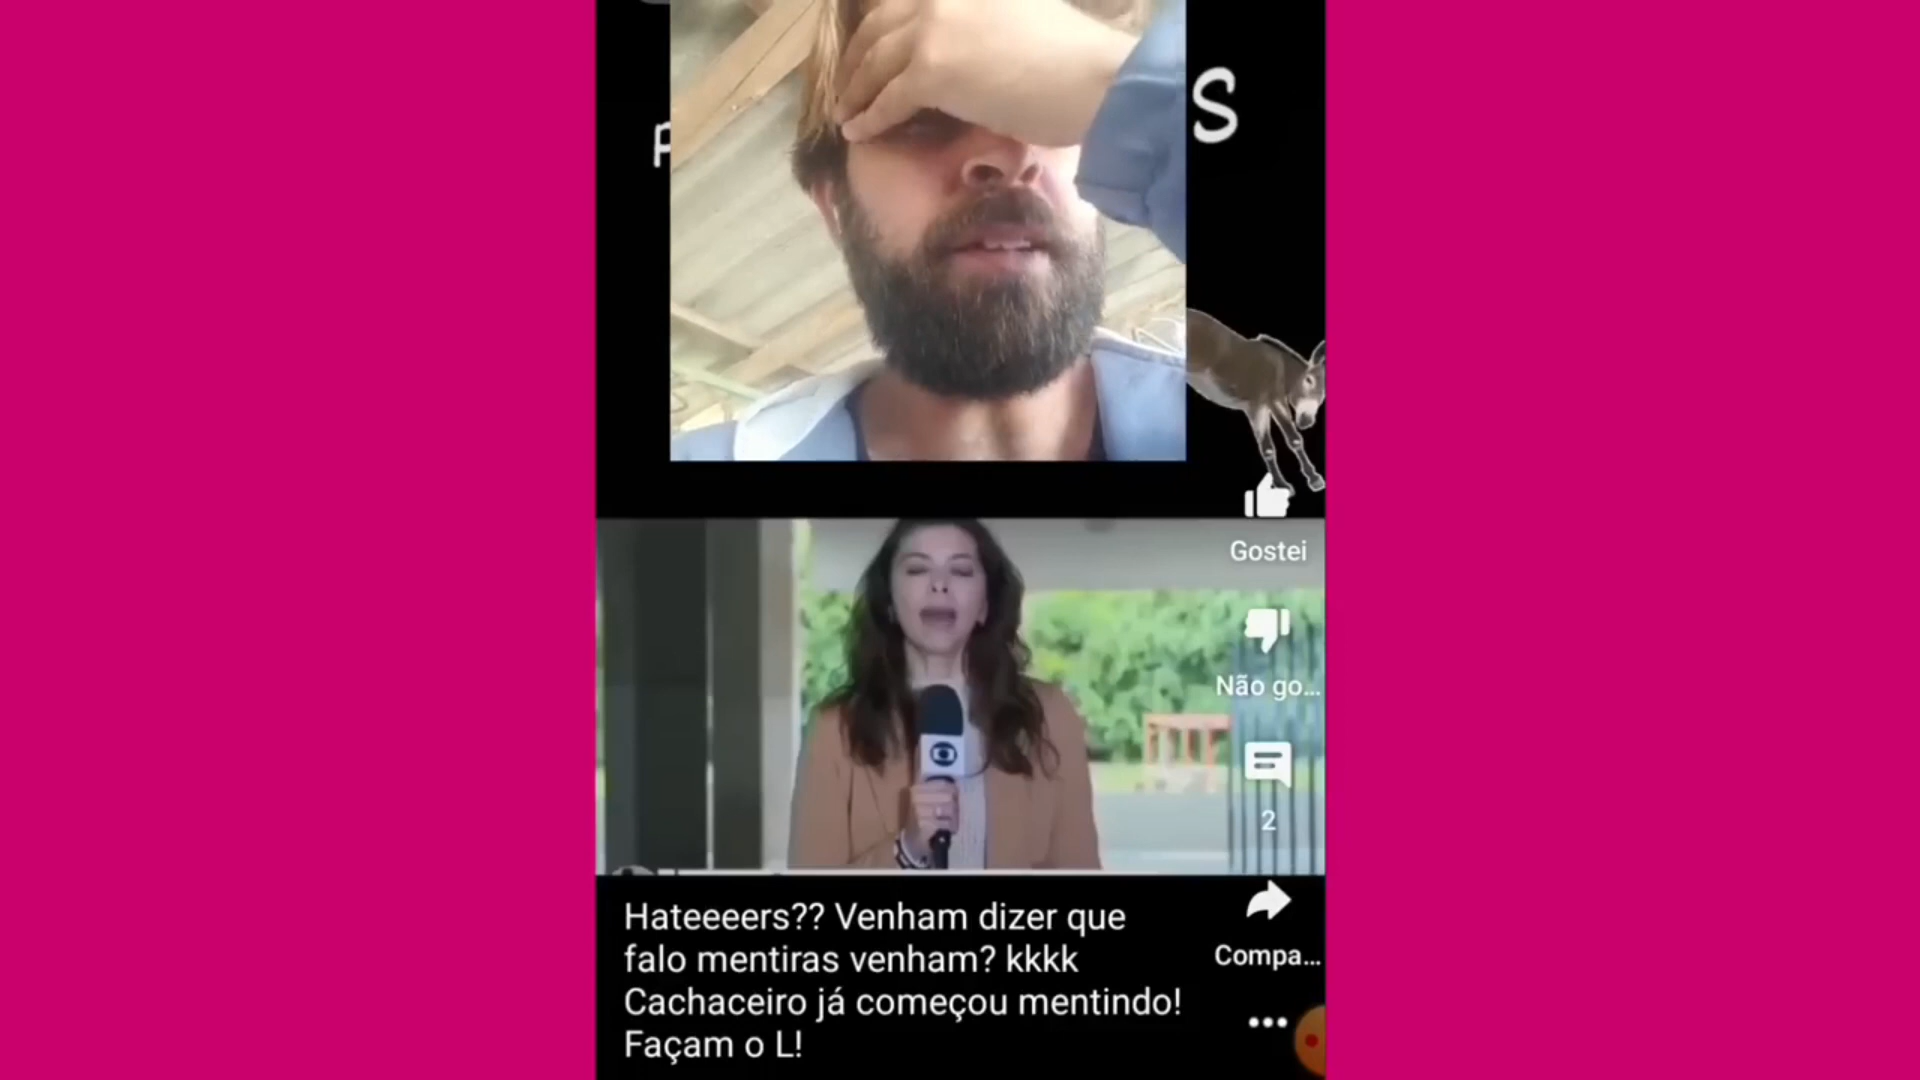 S
Gostei
Não go...
2
Compa...
Hateeeers?? Venham dizer que
falo mentiras venham? kkkk
Cachaceiro já começou mentindo!
Façam o L!